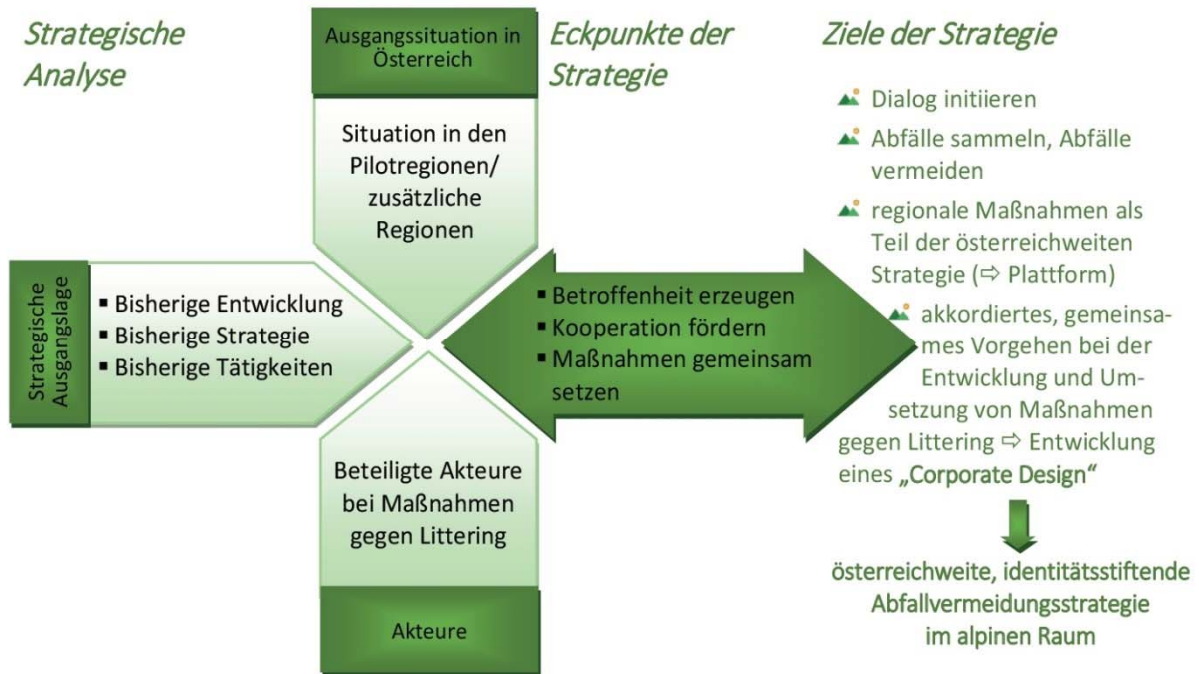 Strategische
Analyse
Ausgangssituation in
Österreich
Situation in den
Pilotregionen/
zusätzliche
Regionen
Strategische
Ausgangslage
▪ Bisherige Entwicklung
▪ Bisherige Strategie
▪ Bisherige Tätigkeiten
Beteiligte Akteure
bei Maßnahmen
gegen Littering
Akteure
Eckpunkte der
Strategie
▪ Betroffenheit erzeugen
▪ Kooperation fördern
▪ Maßnahmen gemeinsam
setzen
Ziele der Strategie
Dialog initiieren
Abfälle sammeln, Abfälle
vermeiden
regionale Maßnahmen als
Teil der österreichweiten
Strategie (⇨ Plattform)
akkordiertes, gemeinsa-
mes Vorgehen bei der
Entwicklung und Um-
setzung von Maßnahmen
gegen Littering ⇨ Entwicklung
eines „Corporate Design“
österreichweite, identitätsstiftende
Abfallvermeidungsstrategie
im alpinen Raum